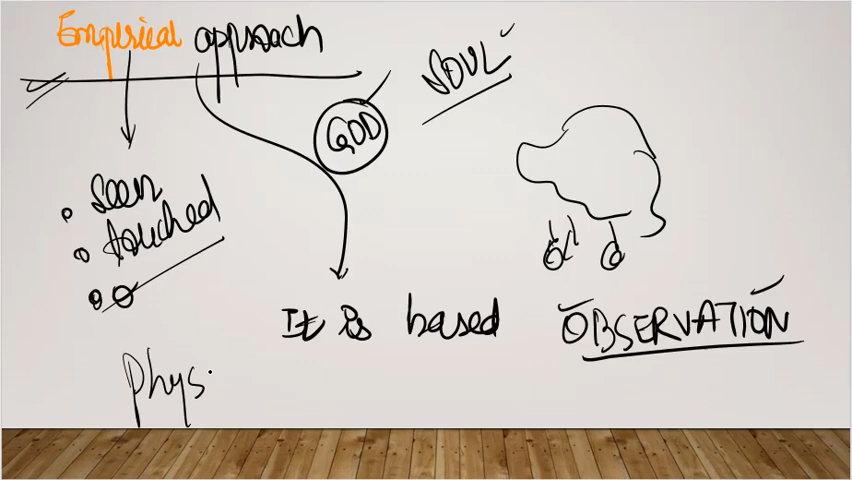 Empirical approach
SOUL
GOD
Seen
touched
It is based OBSERVATION
Phys